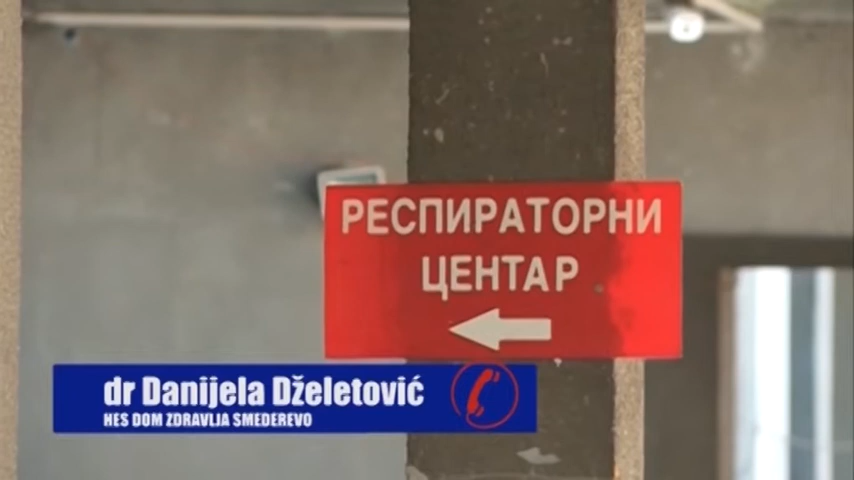 РЕСПИРАТОРНИ
ЦЕНТАР
dr Danijela Dželetović
HES DOM ZDRAVLJA SMEDEREVO